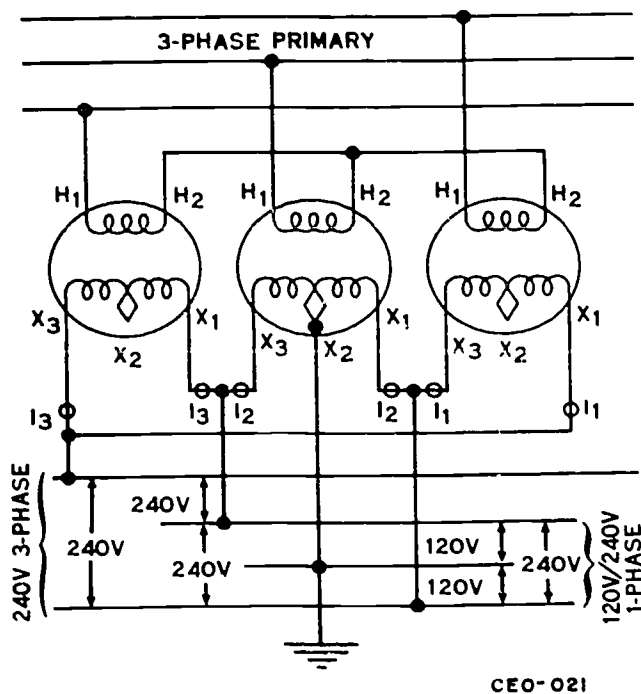 3-PHASE PRIMARY
H1 H2 H1 H2 H1 H2
X3 X2 X1 X3 X2 X1 X3 X2 X1
I3 I3 I2 I2 I1 I1
240V 3-PHASE
240V
240V
240V
120V
120V
240V
120V/240V
1-PHASE
CEO-021